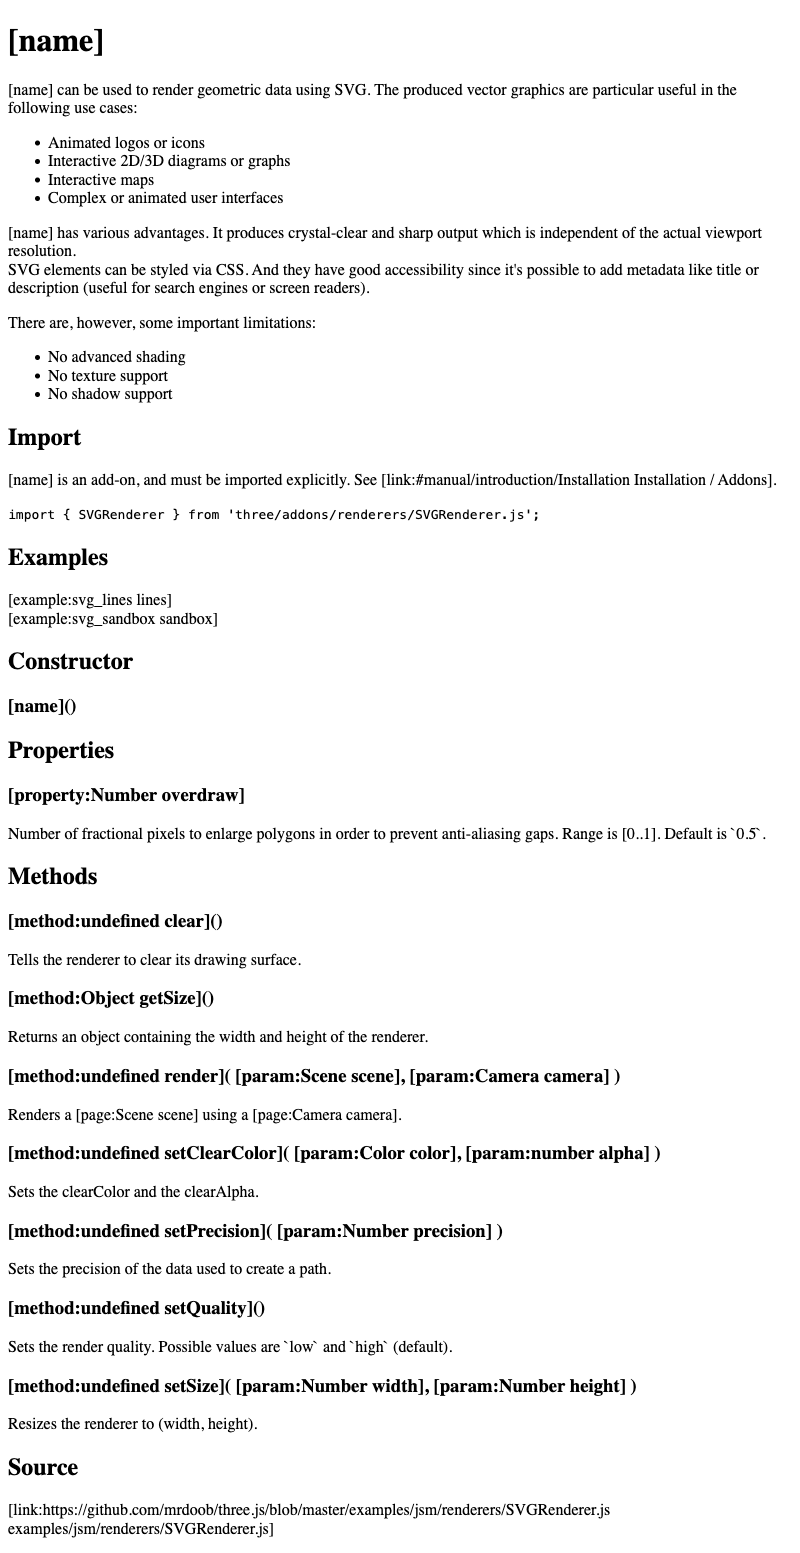 [name]
[name] can be used to render geometric data using SVG. The produced vector graphics are particular useful in the
following use cases:
• Animated logos or icons
• Interactive 2D/3D diagrams or graphs
• Interactive maps
• Complex or animated user interfaces
[name] has various advantages. It produces crystal-clear and sharp output which is independent of the actual viewport
resolution.
SVG elements can be styled via CSS. And they have good accessibility since it's possible to add metadata like title or
description (useful for search engines or screen readers).
There are, however, some important limitations:
• No advanced shading
• No texture support
• No shadow support
Import
[name] is an add-on, and must be imported explicitly. See [link:#manual/introduction/Installation Installation / Addons].
import { SVGRenderer } from 'three/addons/renderers/SVGRenderer.js';
Examples
[example:svg_lines lines]
[example:svg_sandbox sandbox]
Constructor
[name]()
Properties
[property:Number overdraw]
Number of fractional pixels to enlarge polygons in order to prevent anti-aliasing gaps. Range is [0..1]. Default is `0.5`.
Methods
[method:undefined clear]()
Tells the renderer to clear its drawing surface.
[method:Object getSize]()
Returns an object containing the width and height of the renderer.
[method:undefined render]( [param:Scene scene], [param:Camera camera] )
Renders a [page:Scene scene] using a [page:Camera camera].
[method:undefined setClearColor]( [param:Color color], [param:number alpha] )
Sets the clearColor and the clearAlpha.
[method:undefined setPrecision]( [param:Number precision] )
Sets the precision of the data used to create a path.
[method:undefined setQuality]()
Sets the render quality. Possible values are `low` and `high` (default).
[method:undefined setSize]( [param:Number width], [param:Number height] )
Resizes the renderer to (width, height).
Source
[link:https://github.com/mrdoob/three.js/blob/master/examples/jsm/renderers/SVGRenderer.js
examples/jsm/renderers/SVGRenderer.js]